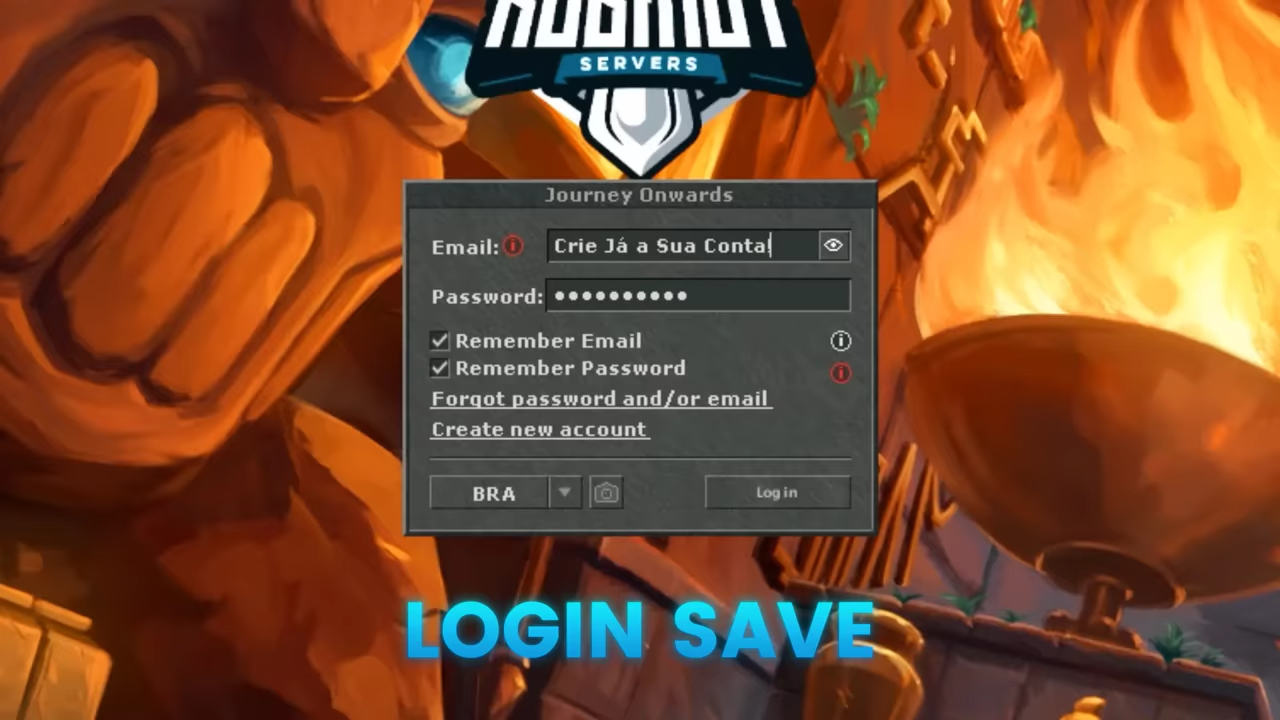 SERVERS
Journey Onwards
Email:
Crie Já a Sua Conta!
Password:
Remember Email
Remember Password
Forgot password and/or email
Create new account
BRA
Log in
LOGIN SAVE